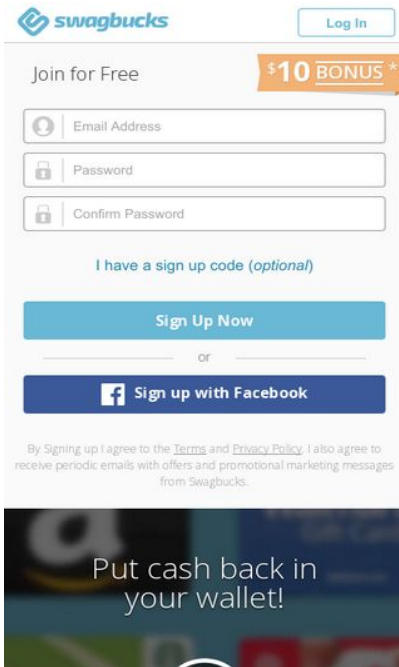 swagbucks
Log In
Join for Free
$10 BONUS *
Email Address
Password
Confirm Password
I have a sign up code (optional)
Sign Up Now
or
Sign up with Facebook
By Signing up I agree to the Terms and Privacy Policy. I also agree to
receive periodic emails with offers and promotional marketing messages
from Swagbucks.
Gift Card
Put cash back in
your wallet!